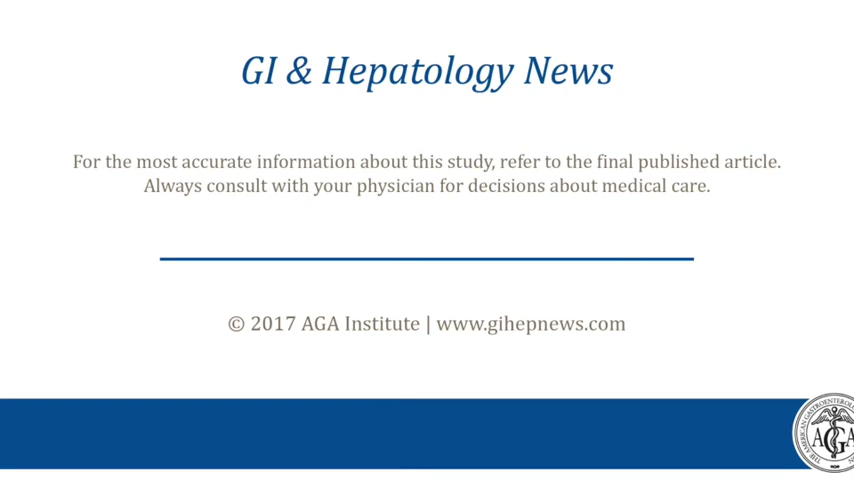 GI & Hepatology News
For the most accurate information about this study, refer to the final published article.
Always consult with your physician for decisions about medical care.
© 2017 AGA Institute | www.gihepnews.com
AGA